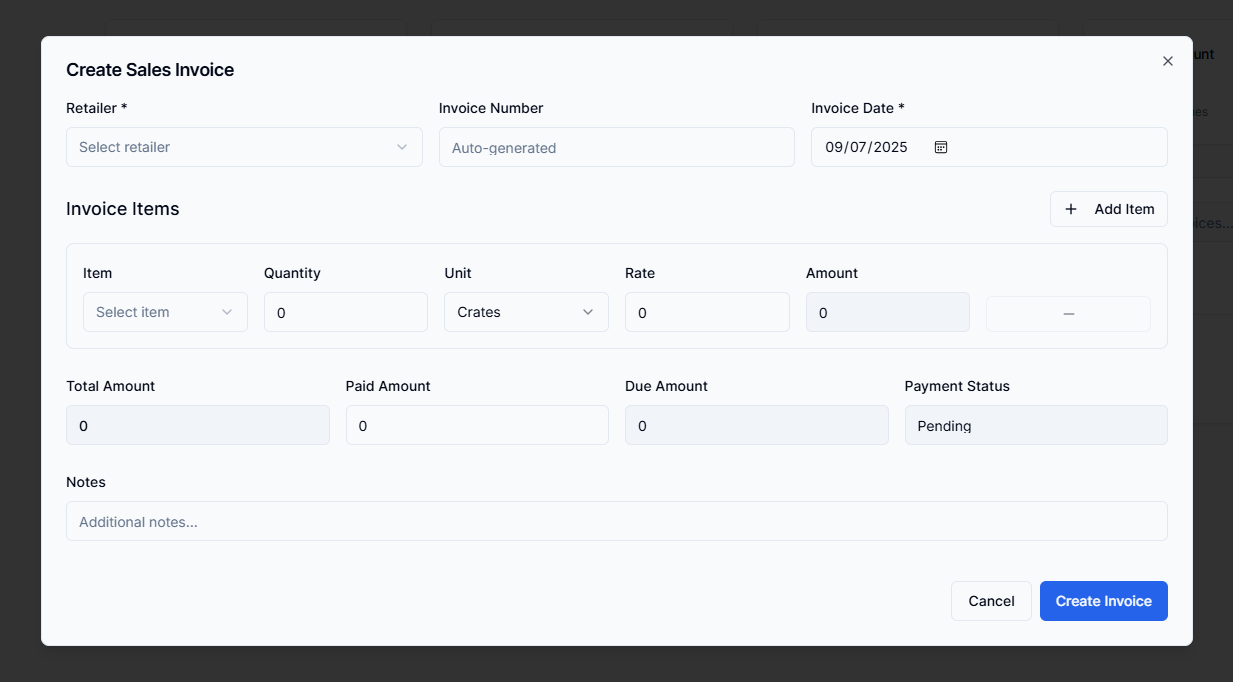 Create Sales Invoice
unt
Retailer *
Invoice Number
Invoice Date *
Select retailer
Auto-generated
09/07/2025
Invoice Items
+ Add Item
Item
Quantity
Unit
Rate
Amount
Select item
0
Crates
0
0
Total Amount
Paid Amount
Due Amount
Payment Status
0
0
0
Pending
Notes
Additional notes...
Cancel
Create Invoice